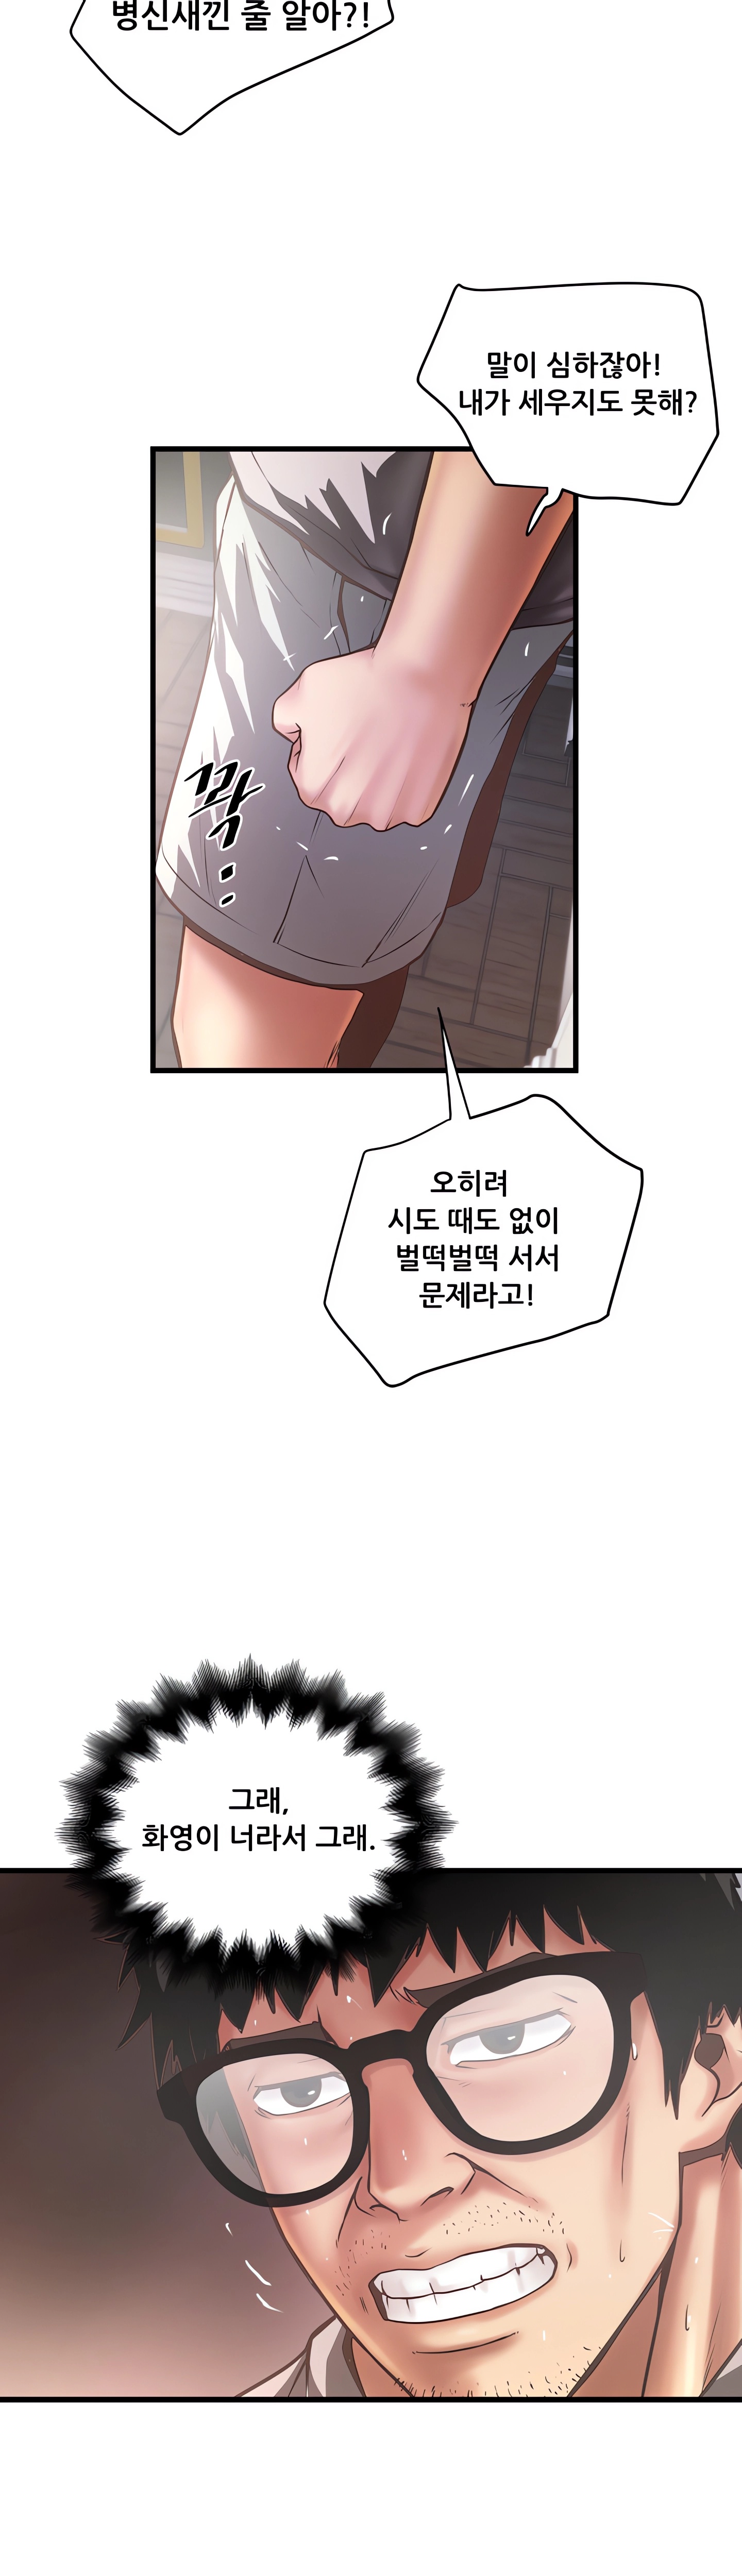 병신새낀 줄 알아?!
말이 심하잖아!
내가 세우지도 못해?
꽉
오히려
시도 때도 없이
벌떡벌떡 서서
문제라고!
그래,
화영이 너라서 그래.